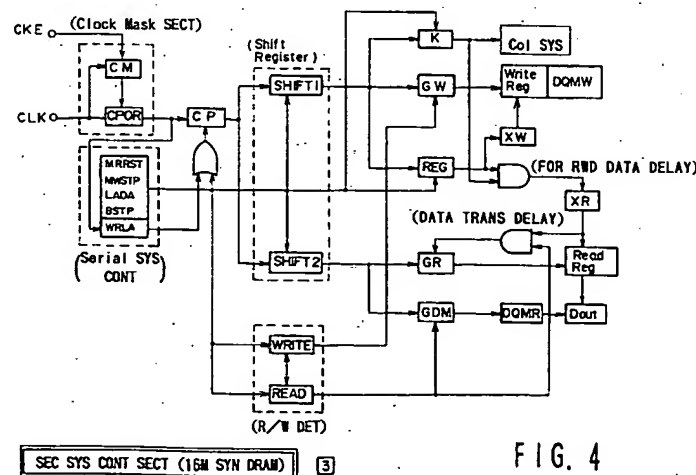 CKE
(Clock Mask SECT)
CM
CLK
CPOR
CP
(Shift
Register)
SHIFT1
SHIFT2
K
Col SYS
GW
Write
Reg
DQMW
XW
REG
(FOR RWD DATA DELAY)
XR
(DATA TRANS DELAY)
MRRST
MWSTP
LADA
BSTP
WRLA
(Serial SYS
CONT)
GR
Read
Reg
GDM
DQMR
Dout
WRITE
READ
(R/W DET)
SEC SYS CONT SECT (16M SYN DRAM)
3
FIG. 4